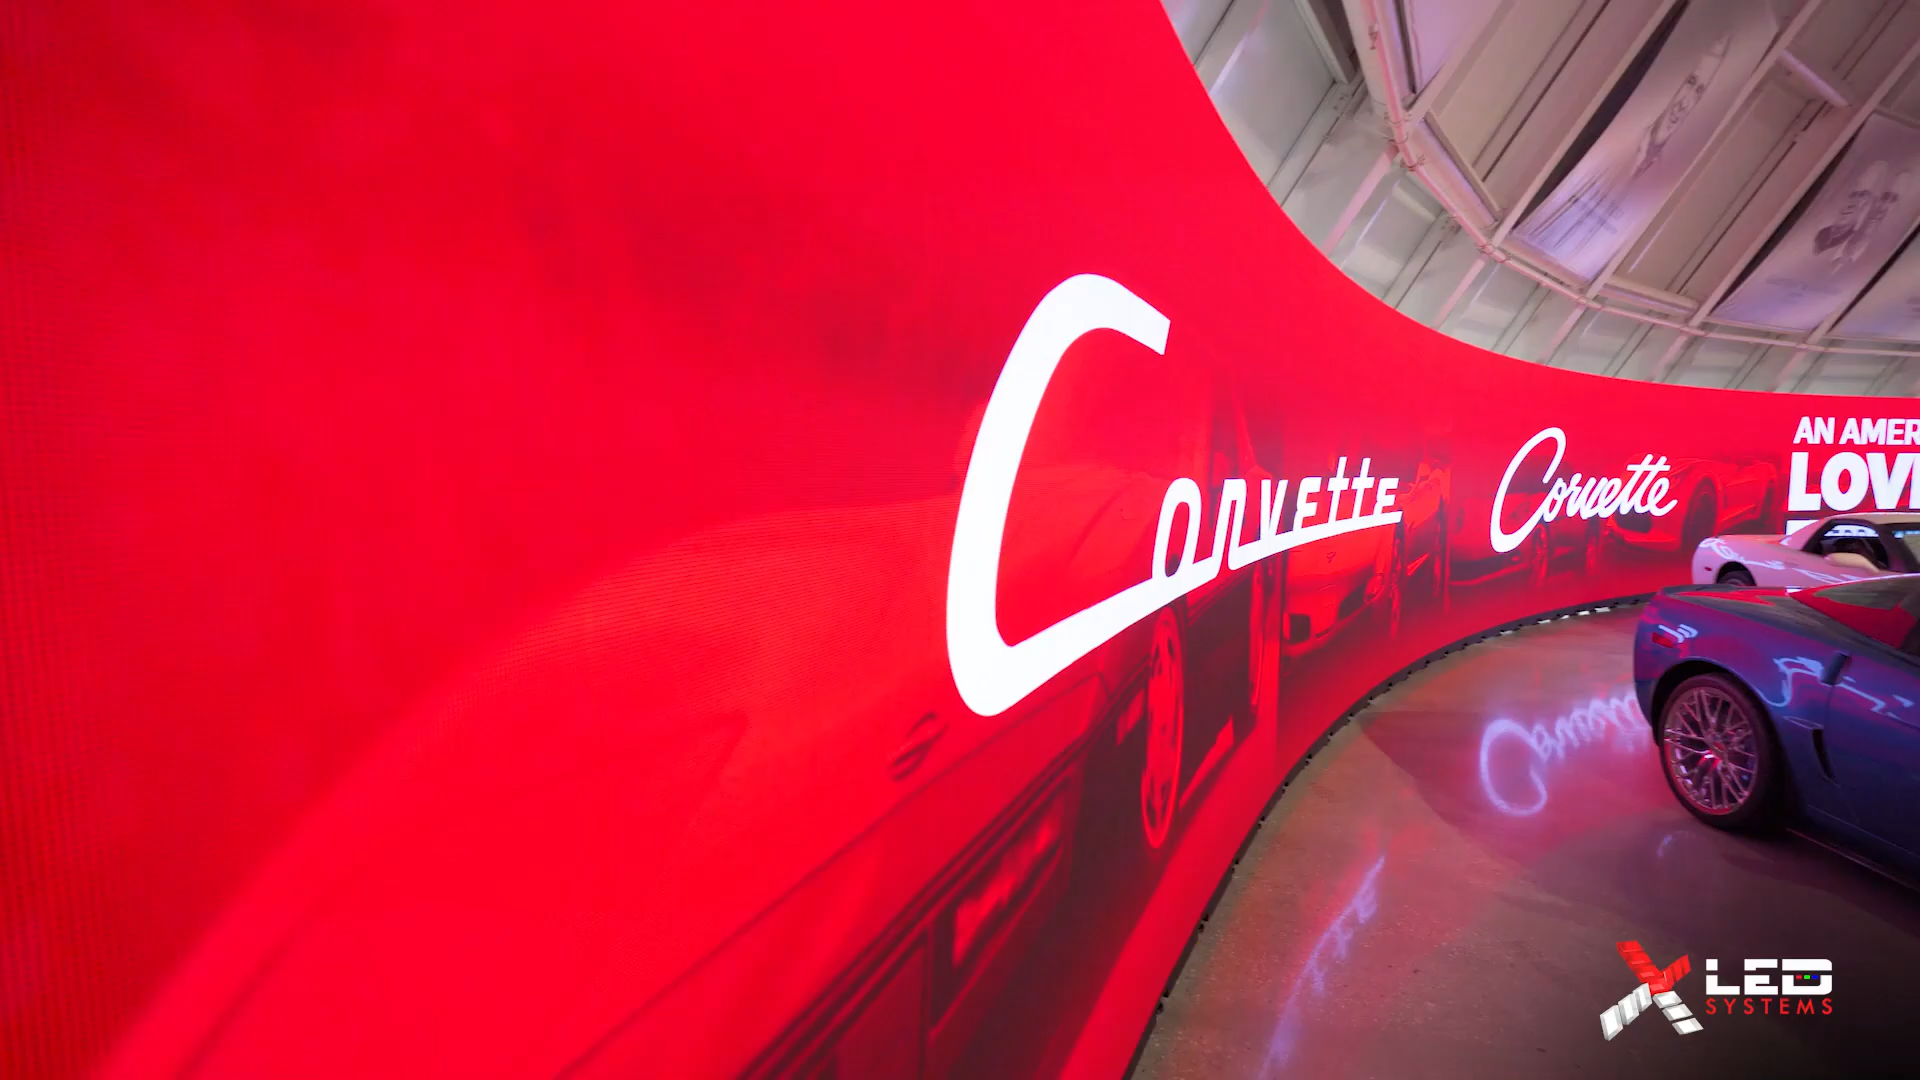 Corvette
Corvette
AN AMER
LOV
X LED
SYSTEMS